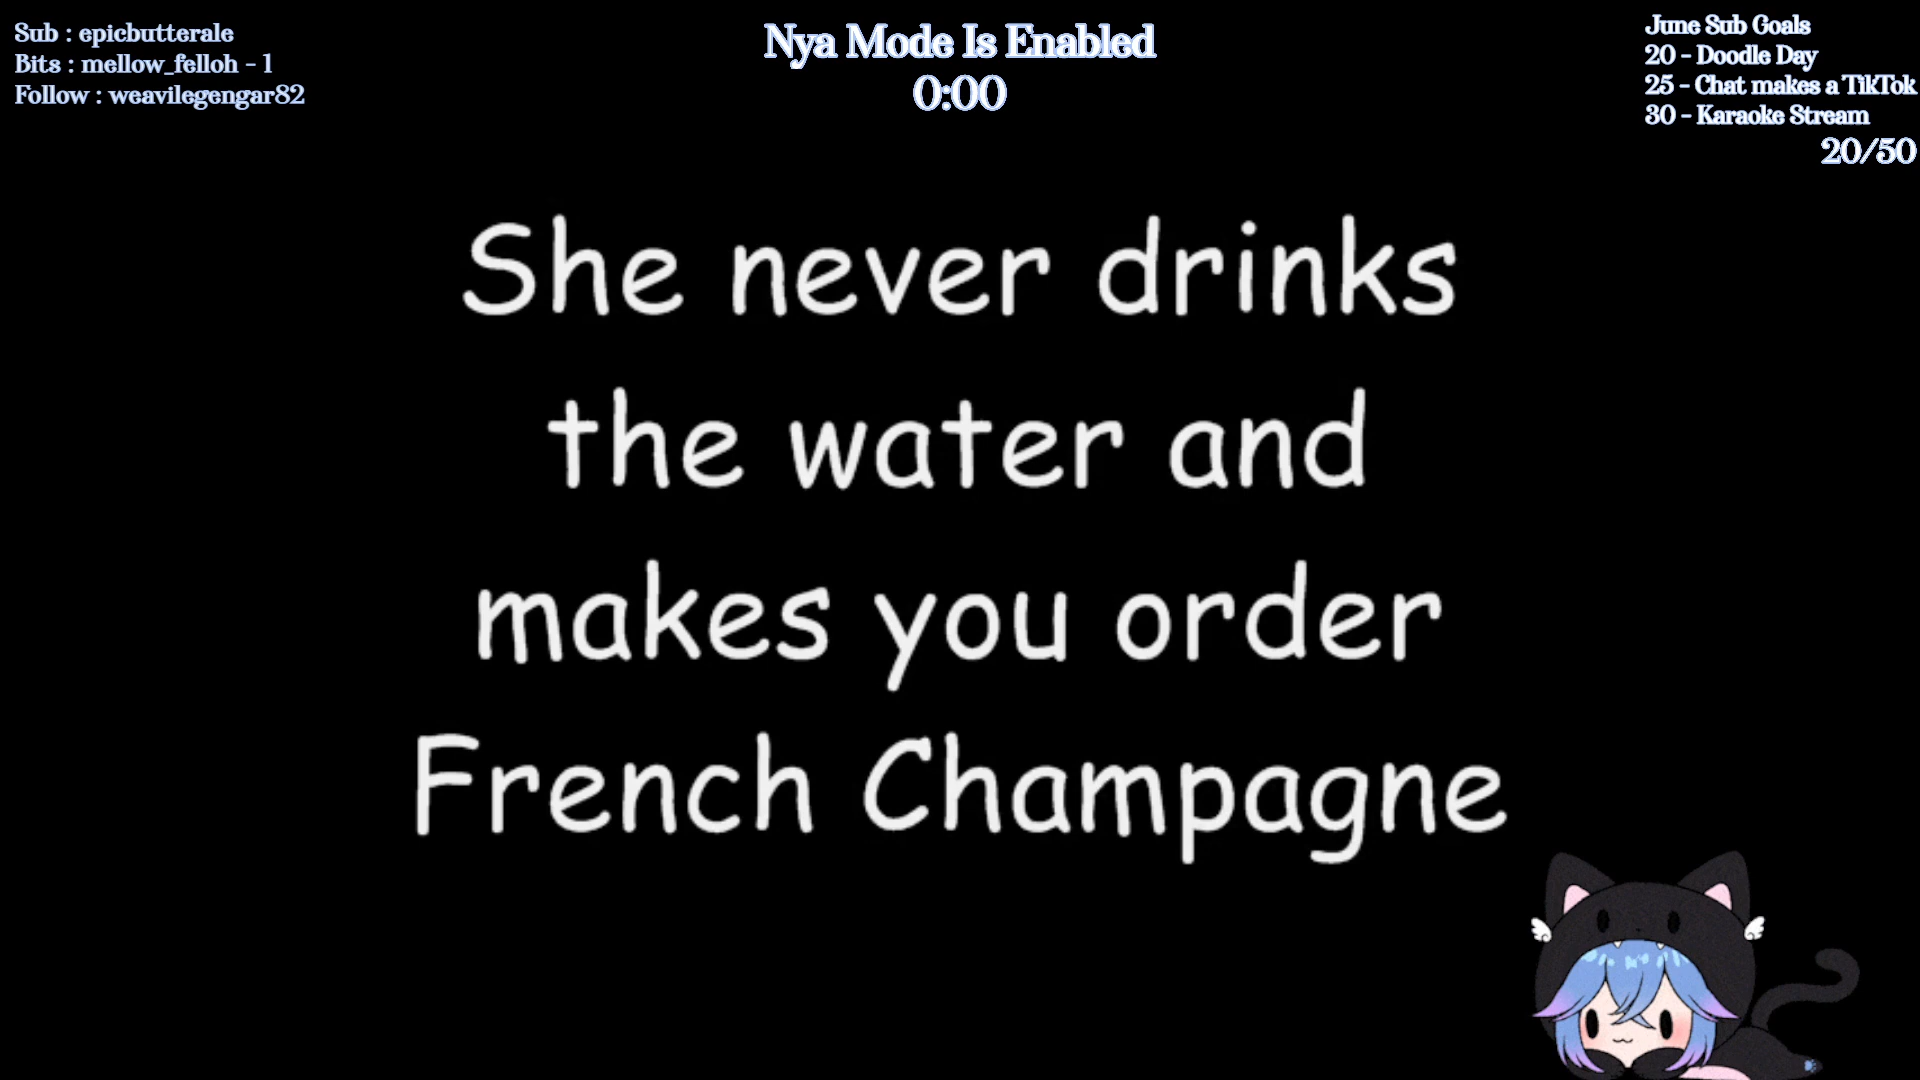 Sub : epicbutterale
Bits : mellow_felloh - 1
Follow : weavilegengar82
Nya Mode Is Enabled
0:00
June Sub Goals
20 - Doodle Day
25 - Chat makes a TikTok
30 - Karaoke Stream
20/50
She never drinks
the water and
makes you order
French Champagne